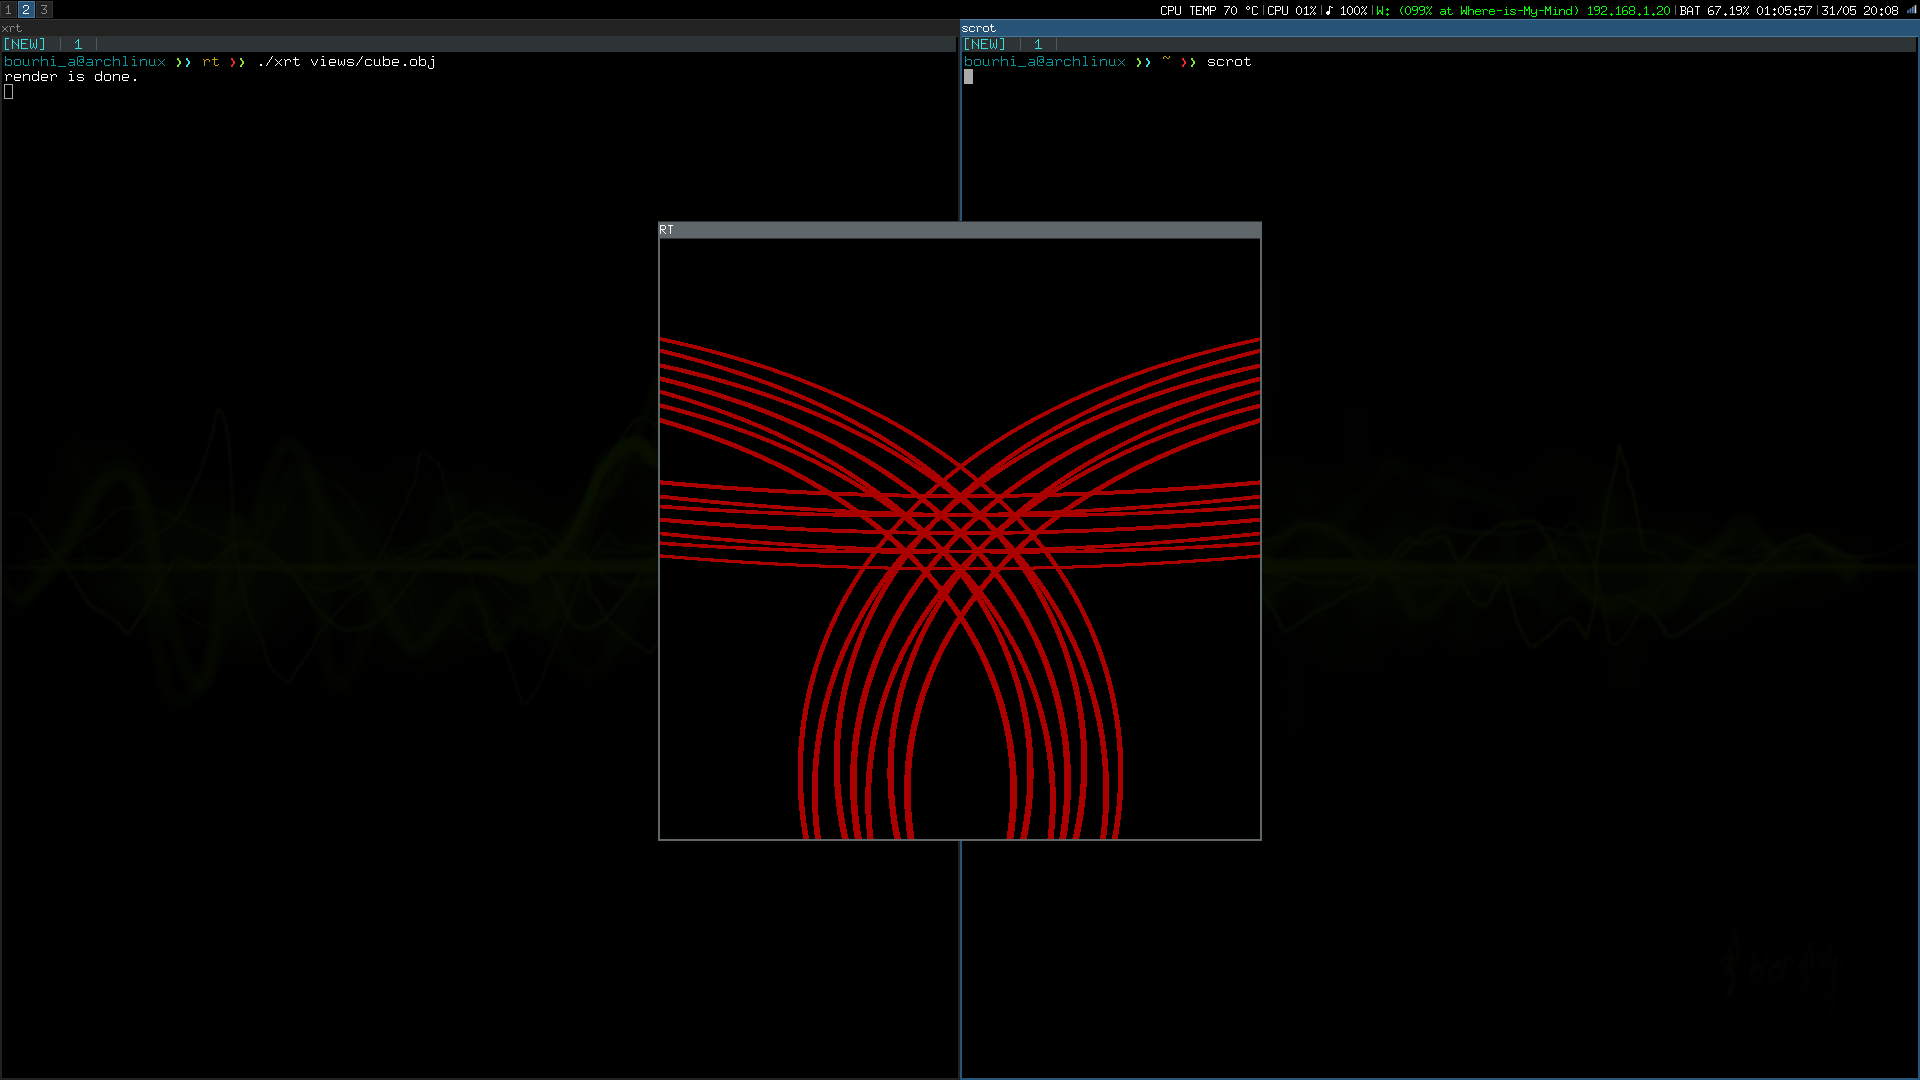 1 2 3
CPU TEMP 70 °C|CPU 01%|♪ 100%|W: (099% at Where-is-My-Mind) 192.168.1.20|BAT 67.19% 01:05:57|31/05 20:08
xrt
[NEW] | 1 |
bourhi_a@archlinux ❯❯ rt ❯❯ ./xrt views/cube.obj
render is done.
scrot
[NEW] | 1 |
bourhi_a@archlinux ❯❯ ~ ❯❯ scrot
RT